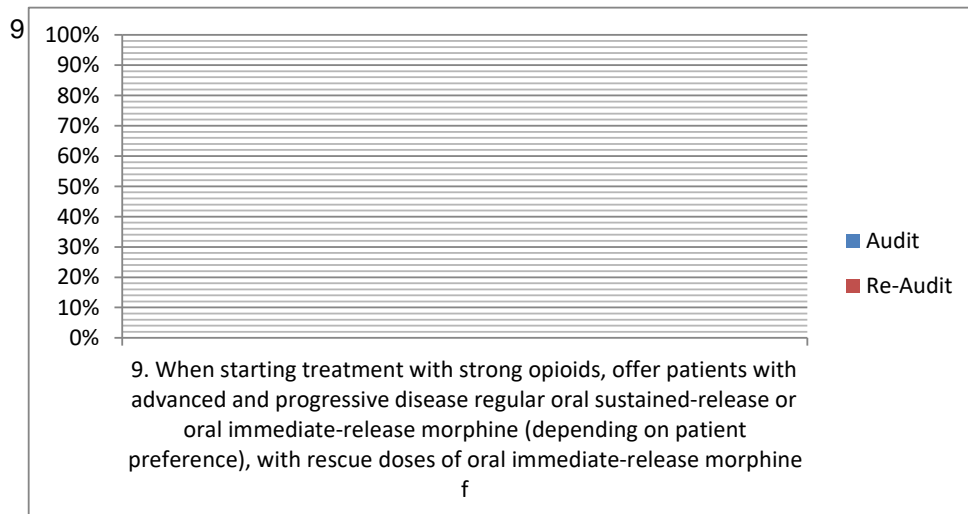 9
100%
90%
80%
70%
60%
50%
40%
30%
20%
10%
0%
Audit
Re-Audit
9. When starting treatment with strong opioids, offer patients with
advanced and progressive disease regular oral sustained-release or
oral immediate-release morphine (depending on patient
preference), with rescue doses of oral immediate-release morphine
f